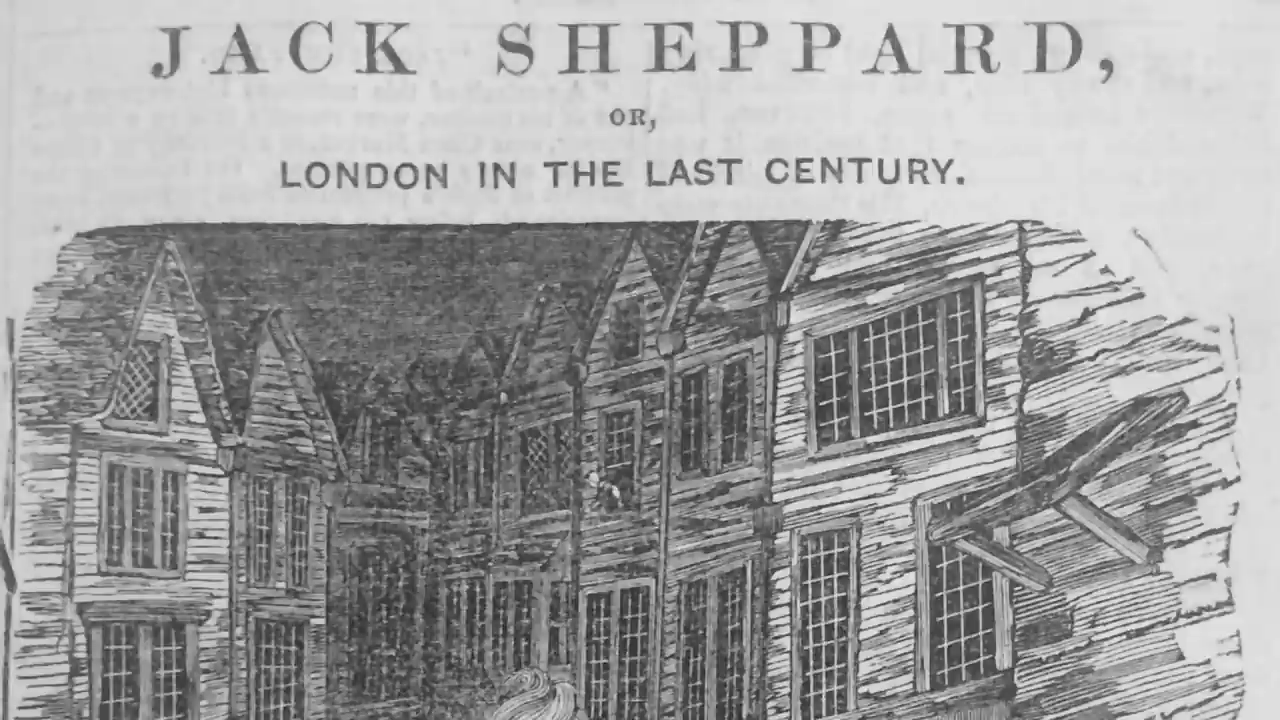 JACK SHEPPARD,
OR,
LONDON IN THE LAST CENTURY.